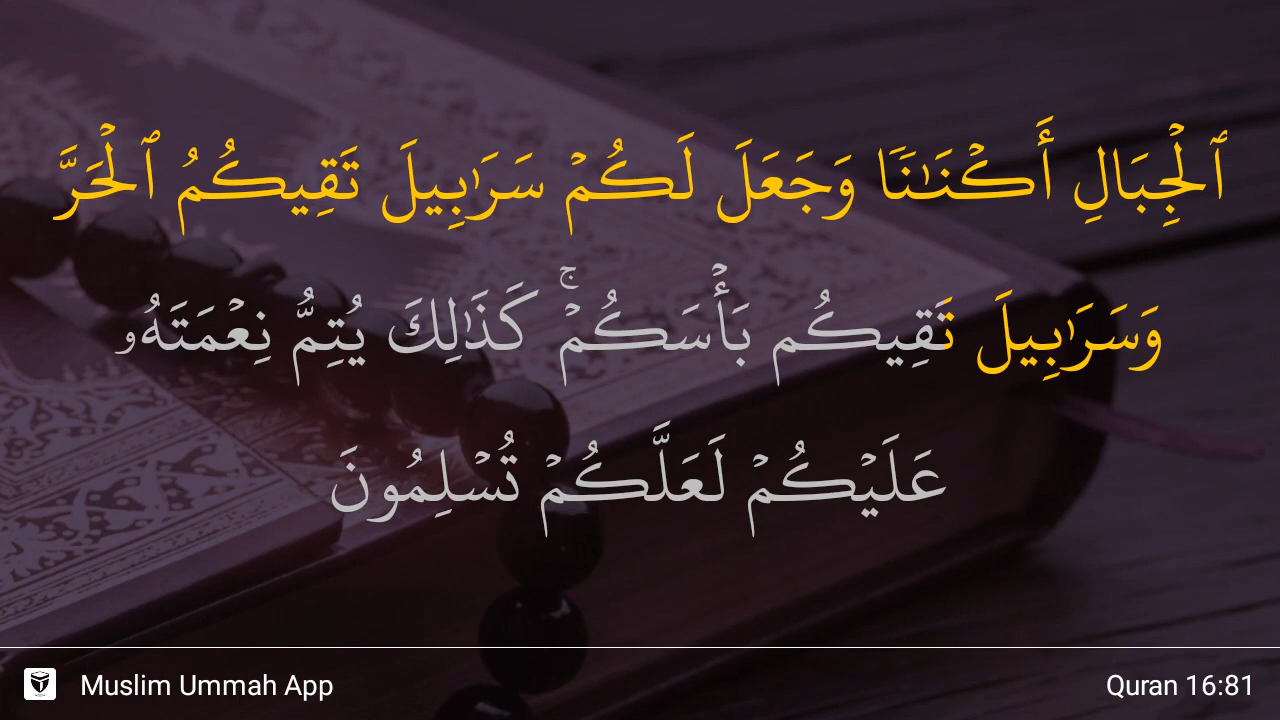 ٱلْجِبَالِ أَكْنَـٰنًا وَجَعَلَ لَكُمْ سَرَٰبِيلَ تَقِيكُمُ ٱلْحَرَّ
وَسَرَٰبِيلَ تَقِيكُم بَأْسَكُمْ ۚ كَذَٰلِكَ يُتِمُّ نِعْمَتَهُۥ
عَلَيْكُمْ لَعَلَّكُمْ تُسْلِمُونَ
Muslim Ummah App
Quran 16:81